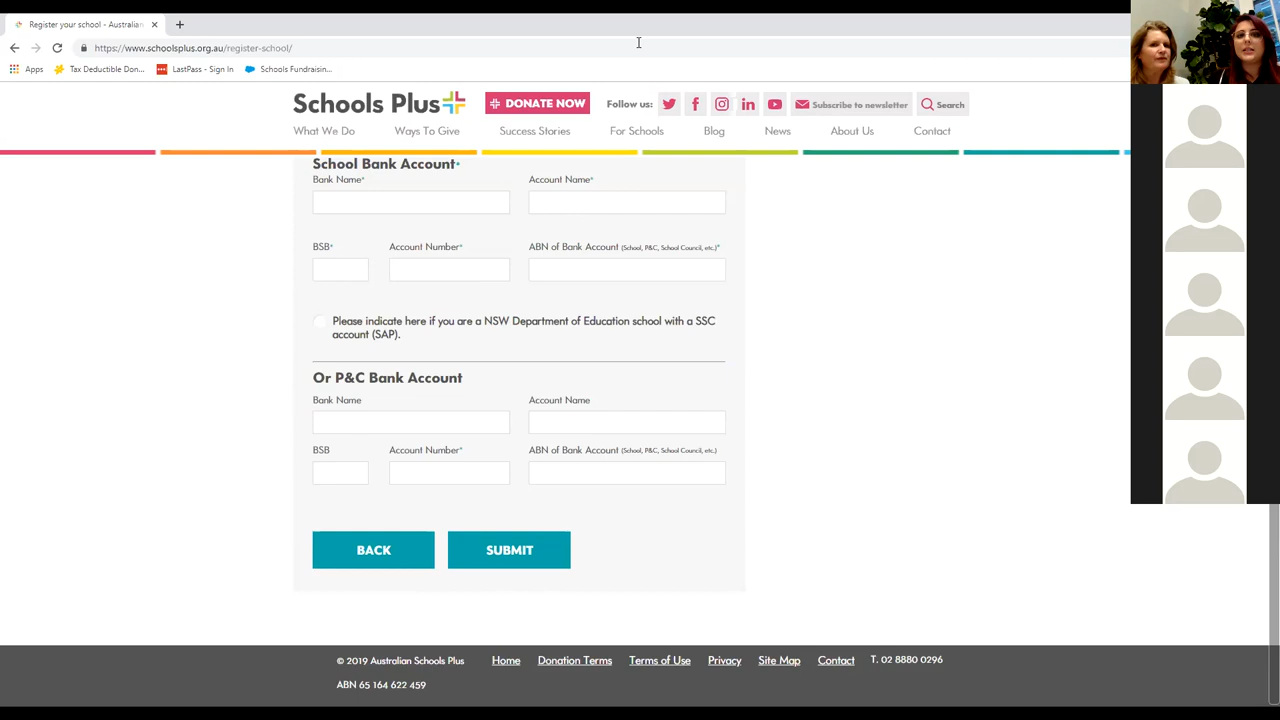 Register your school - Australian
https://www.schoolsplus.org.au/register-school/
Apps Tax Deductible Don... LastPass - Sign In Schools Fundraisin...
Schools Plus DONATE NOW Follow us: Subscribe to newsletter Search
What We Do Ways To Give Success Stories For Schools Blog News About Us Contact
School Bank Account*
Bank Name* Account Name*
BSB* Account Number* ABN of Bank Account (School, P&C, School Council, etc.)*
Please indicate here if you are a NSW Department of Education school with a SSC
account (SAP).
Or P&C Bank Account
Bank Name Account Name
BSB Account Number* ABN of Bank Account (School, P&C, School Council, etc.)
BACK SUBMIT
© 2019 Australian Schools Plus Home Donation Terms Terms of Use Privacy Site Map Contact T. 02 8880 0296
ABN 65 164 622 459